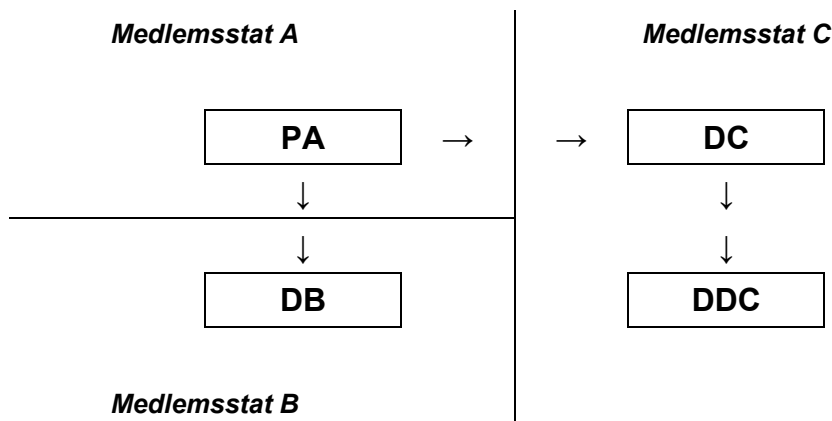 Medlemsstat A
Medlemsstat C
PA → → DC
↓ ↓
↓ ↓
DB
DDC
Medlemsstat B